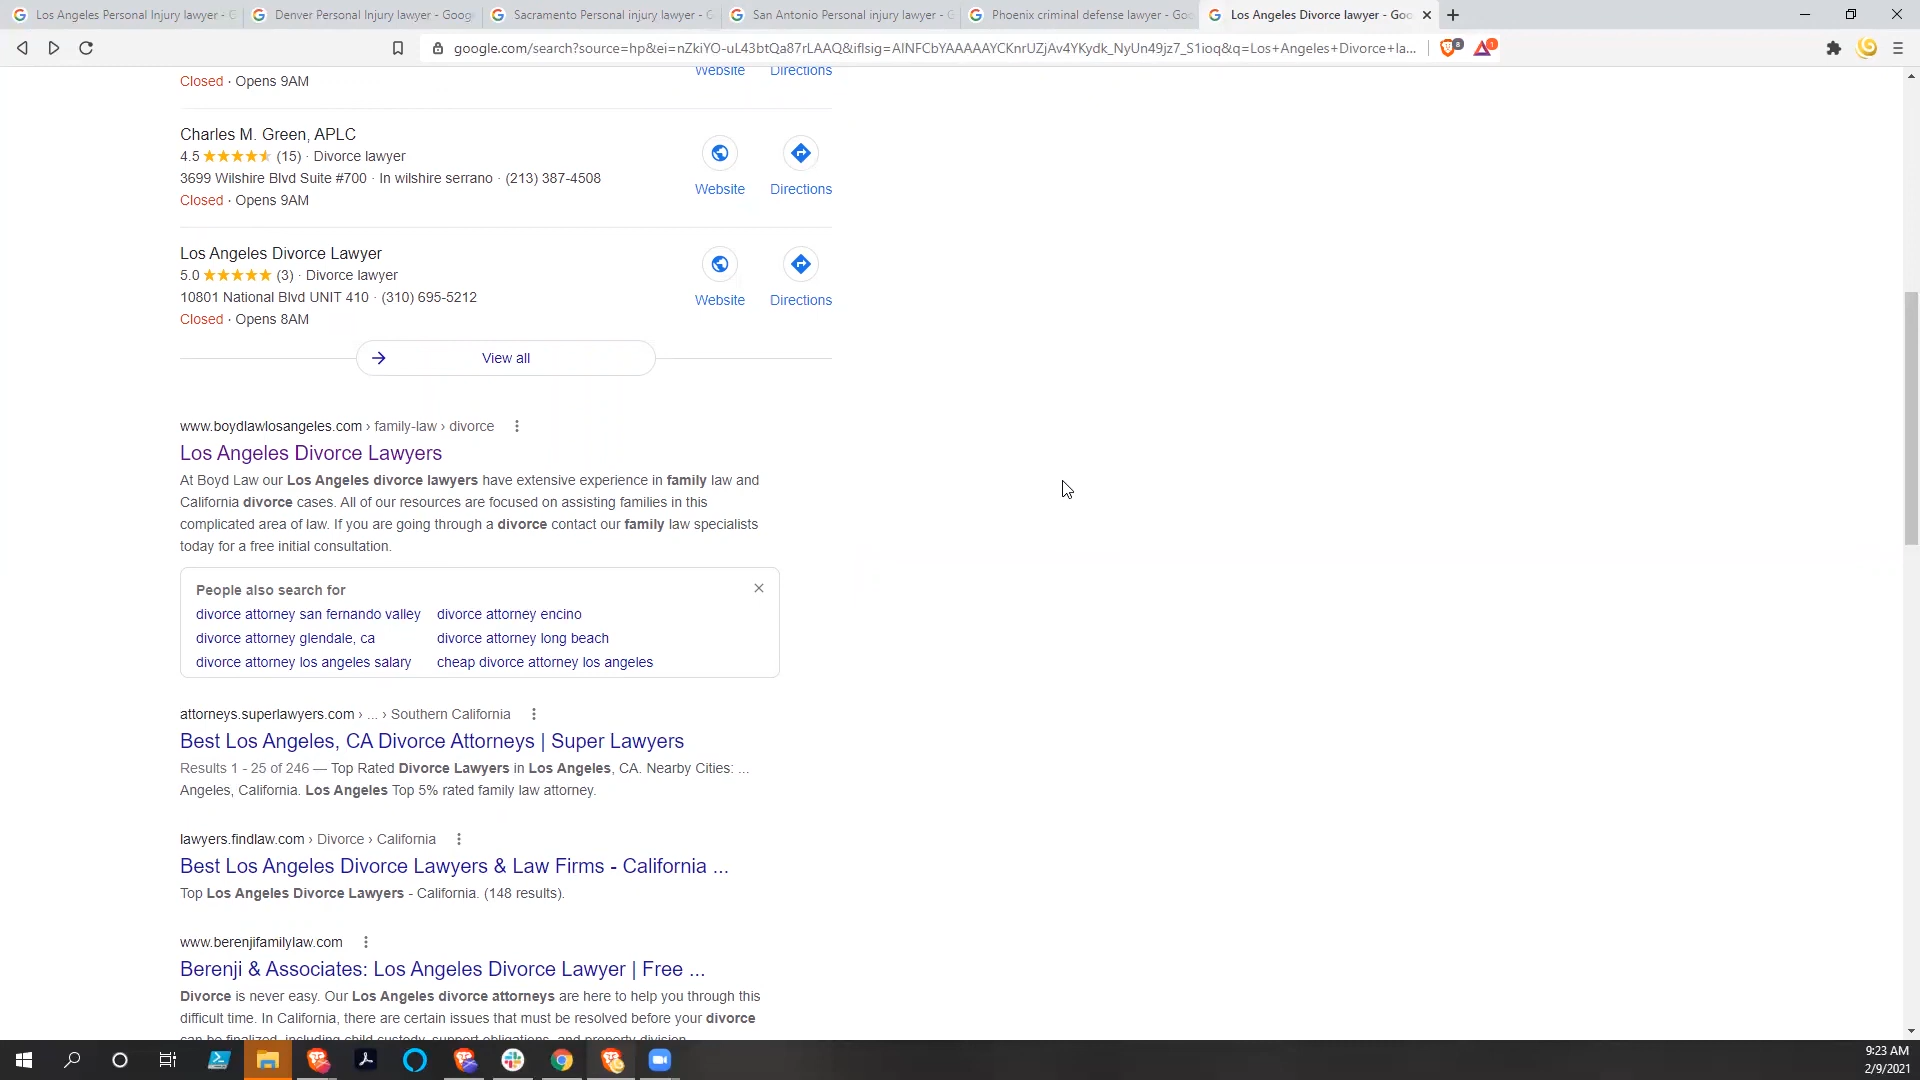 Los Angeles Personal Injury lawyer - G
Denver Personal Injury lawyer - Goog
Sacramento Personal injury lawyer - G
San Antonio Personal injury lawyer - G
Phoenix criminal defense lawyer - Goo
Los Angeles Divorce lawyer - Goo
google.com/search?source=hp&ei=nZkiYO-uL43btQa87rLAAQ&iflsig=AINFCbYAAAAAYCKnrUZjAv4YKydk_NyUn49jz7_S1ioq&q=Los+Angeles+Divorce+la...
8
1
Website
Directions
Closed · Opens 9AM
Charles M. Green, APLC
4.5 (15) · Divorce lawyer
3699 Wilshire Blvd Suite #700 · In wilshire serrano · (213) 387-4508
Closed · Opens 9AM
Website
Directions
Los Angeles Divorce Lawyer
5.0 (3) · Divorce lawyer
10801 National Blvd UNIT 410 · (310) 695-5212
Closed · Opens 8AM
Website
Directions
View all
www.boydlawlosangeles.com › family-law › divorce
Los Angeles Divorce Lawyers
At Boyd Law our Los Angeles divorce lawyers have extensive experience in family law and
California divorce cases. All of our resources are focused on assisting families in this
complicated area of law. If you are going through a divorce contact our family law specialists
today for a free initial consultation.
People also search for
divorce attorney san fernando valley
divorce attorney encino
divorce attorney glendale, ca
divorce attorney long beach
divorce attorney los angeles salary
cheap divorce attorney los angeles
attorneys.superlawyers.com › ... › Southern California
Best Los Angeles, CA Divorce Attorneys | Super Lawyers
Results 1 - 25 of 246 — Top Rated Divorce Lawyers in Los Angeles, CA. Nearby Cities: ...
Angeles, California. Los Angeles Top 5% rated family law attorney.
lawyers.findlaw.com › Divorce › California
Best Los Angeles Divorce Lawyers & Law Firms - California ...
Top Los Angeles Divorce Lawyers - California. (148 results).
www.berenjifamilylaw.com
Berenji & Associates: Los Angeles Divorce Lawyer | Free ...
Divorce is never easy. Our Los Angeles divorce attorneys are here to help you through this
difficult time. In California, there are certain issues that must be resolved before your divorce
can be finalized, including child custody, support obligations, and property division.
9:23 AM
2/9/2021